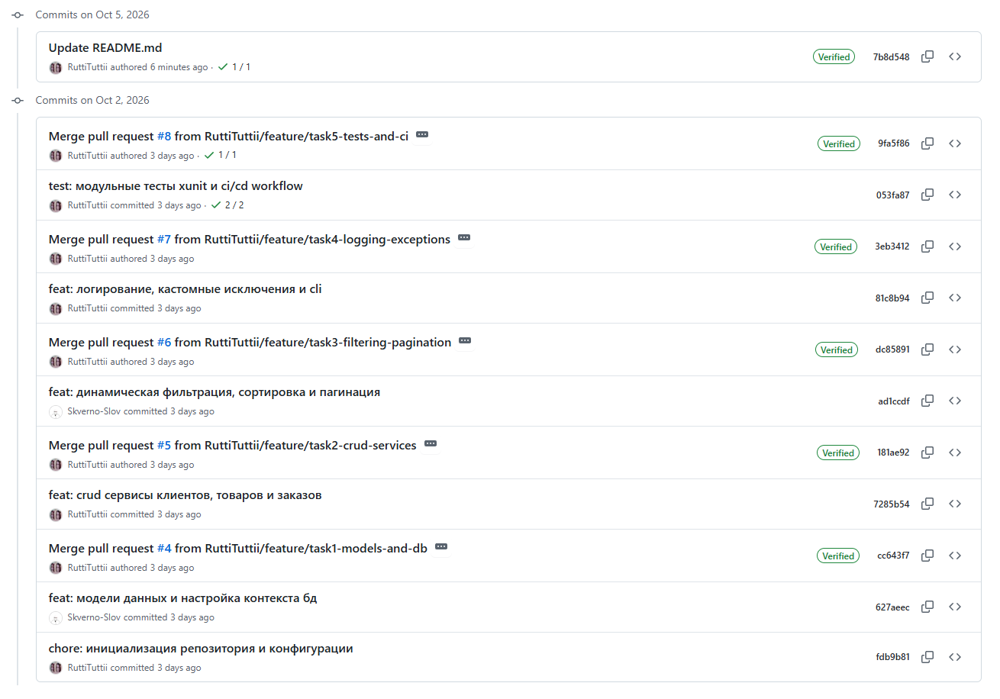 Commits on Oct 5, 2026
Update README.md
Verified
7b8d548
RuttiTuttii authored 6 minutes ago · 1 / 1
Commits on Oct 2, 2026
Merge pull request #8 from RuttiTuttii/feature/task5-tests-and-ci
Verified
9fa5f86
RuttiTuttii authored 3 days ago · 1 / 1
test: модульные тесты xunit и ci/cd workflow
053fa87
RuttiTuttii committed 3 days ago · 2 / 2
Merge pull request #7 from RuttiTuttii/feature/task4-logging-exceptions
Verified
3eb3412
RuttiTuttii authored 3 days ago
feat: логирование, кастомные исключения и cli
81c8b94
RuttiTuttii committed 3 days ago
Merge pull request #6 from RuttiTuttii/feature/task3-filtering-pagination
Verified
dc85891
RuttiTuttii authored 3 days ago
feat: динамическая фильтрация, сортировка и пагинация
ad1ccdf
Skverno-Slov committed 3 days ago
Merge pull request #5 from RuttiTuttii/feature/task2-crud-services
Verified
181ae92
RuttiTuttii authored 3 days ago
feat: crud сервисы клиентов, товаров и заказов
7285b54
RuttiTuttii committed 3 days ago
Merge pull request #4 from RuttiTuttii/feature/task1-models-and-db
Verified
cc643f7
RuttiTuttii authored 3 days ago
feat: модели данных и настройка контекста бд
627aeec
Skverno-Slov committed 3 days ago
chore: инициализация репозитория и конфигурации
fdb9b81
RuttiTuttii committed 3 days ago